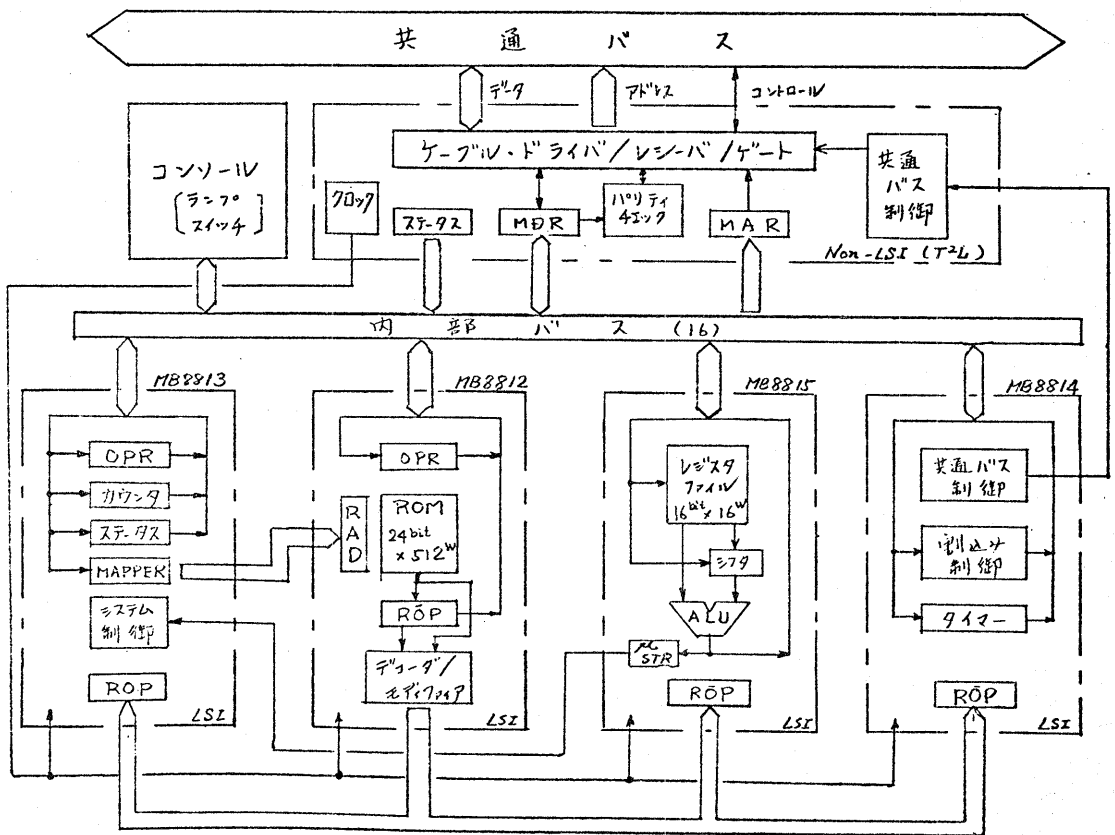 共通バス
データ
アドレス
コントロール
コンソール
ランプ
スイッチ
クロック
ケーブル・ドライバ/レシーバ/ゲート
ステータス
MDR
パリティ
チェック
MAR
共通
バス
制御
Non-LSI (T²L)
内部バス (16)
MB8813
OPR
カウンタ
ステータス
MAPPER
システム
制御
ROP
LSI
MB8812
OPR
RAD
ROM
24bit
×512W
RŌP
デコーダ/
モディファイア
LSI
MB8815
レジスタ
ファイル
16bit×16W
シフタ
ALU
μ
STR
RŌP
LSI
MB8814
共通バス
制御
割込み
制御
タイマー
RŌP
LSI